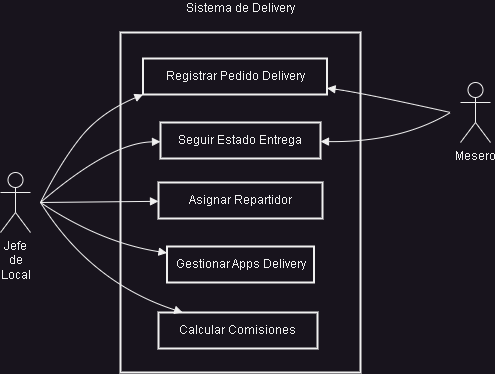 Sistema de Delivery
Registrar Pedido Delivery
Seguir Estado Entrega
Mesero
Asignar Repartidor
Jefe
de
Local
Gestionar Apps Delivery
Calcular Comisiones